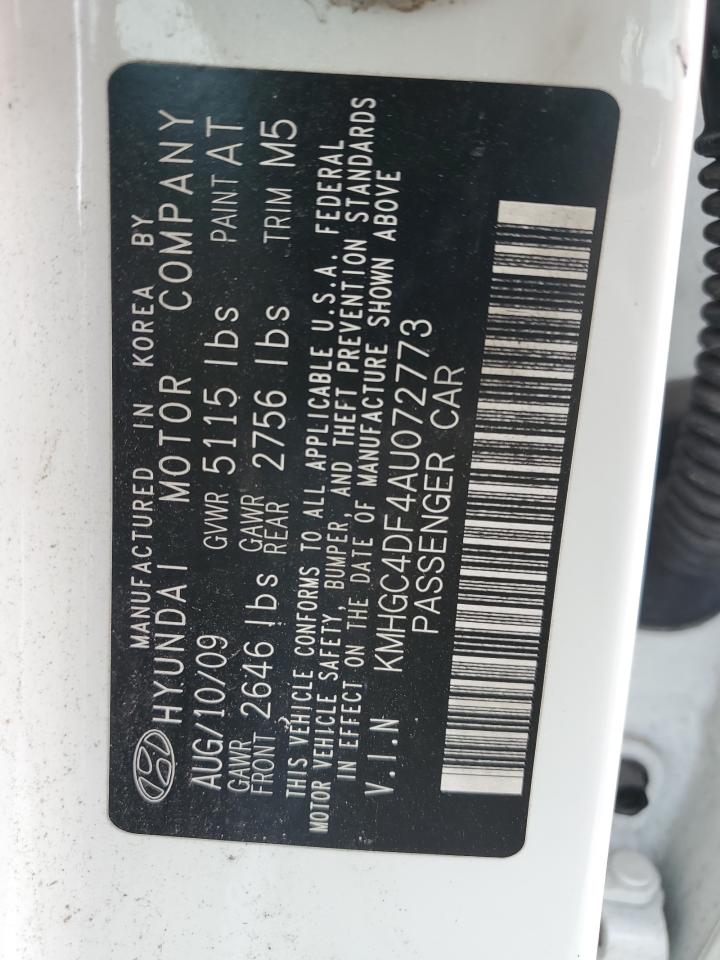 MANUFACTURED IN KOREA BY
HYUNDAI MOTOR COMPANY
AUG/10/09 GVWR 5115 lbs PAINT AT
GAWR FRONT 2646 lbs GAWR REAR 2756 lbs TRIM M5
THIS VEHICLE CONFORMS TO ALL APPLICABLE U.S.A. FEDERAL
MOTOR VEHICLE SAFETY, BUMPER, AND THEFT PREVENTION STANDARDS
IN EFFECT ON THE DATE OF MANUFACTURE SHOWN ABOVE
V.I.N KMHGC4DF4AU072773
PASSENGER CAR